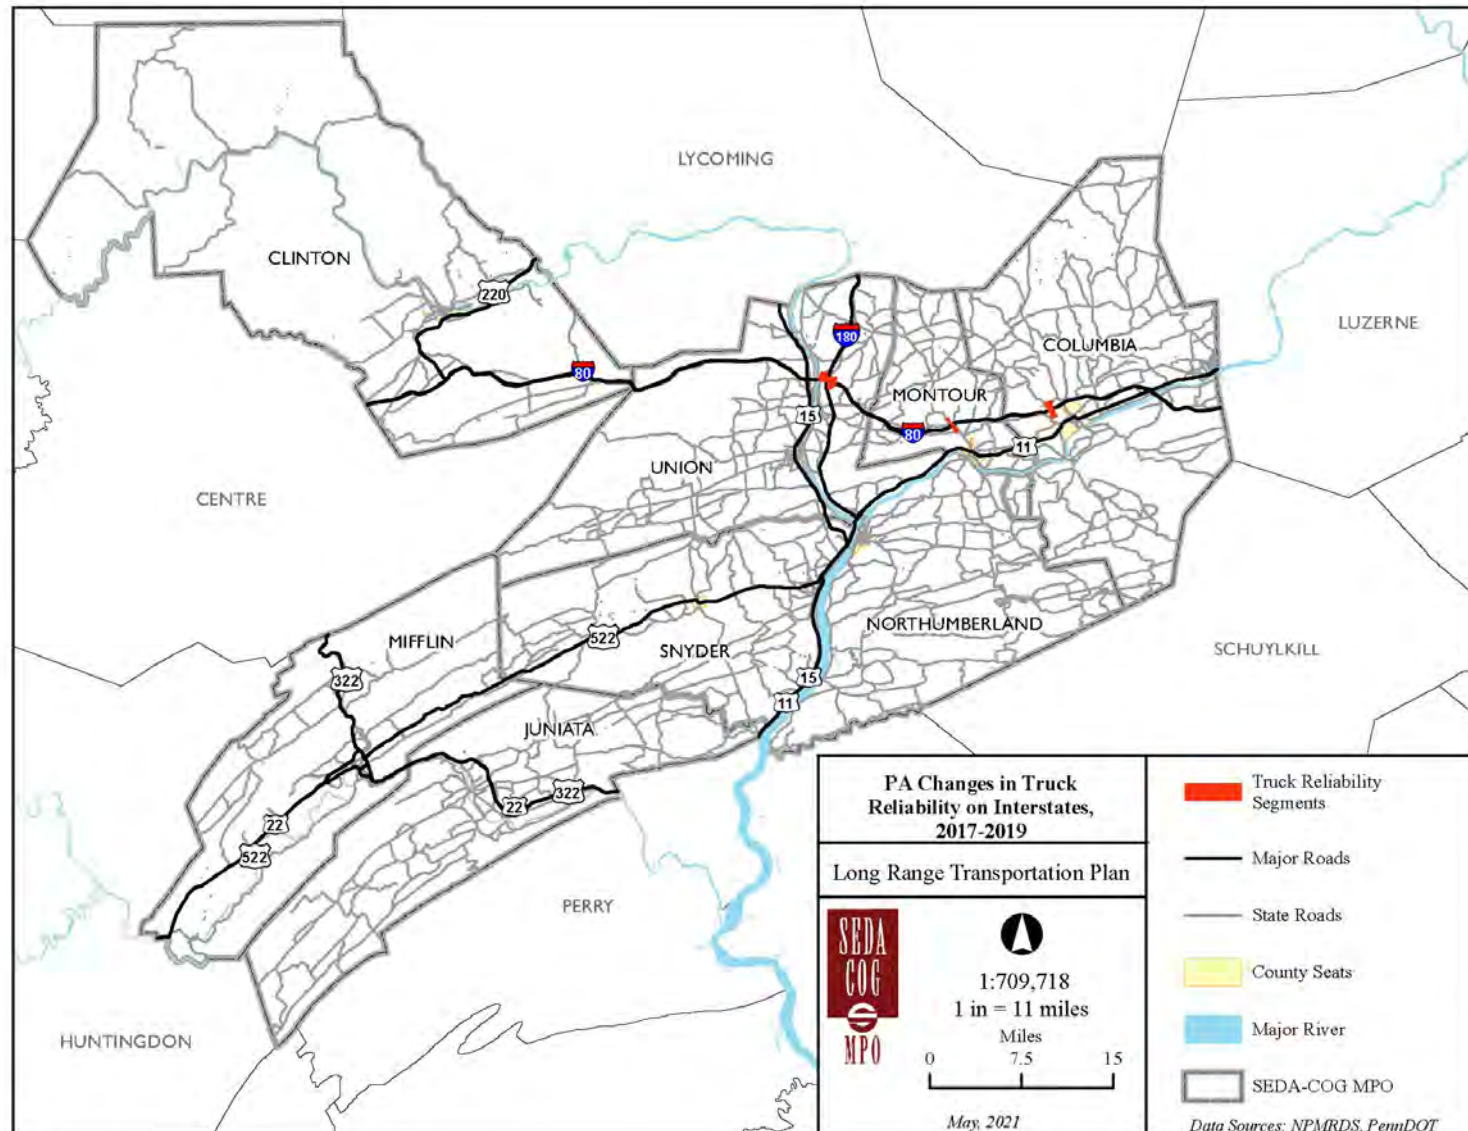 LYCOMING
CLINTON
220
180
LUZERNE
COLUMBIA
80
MONTOUR
15
80
11
UNION
CENTRE
MIFFLIN
522
NORTHUMBERLAND
SNYDER
SCHUYLKILL
322
15
11
JUNIATA
322
22
22
522
PERRY
HUNTINGDON
PA Changes in Truck
Reliability on Interstates,
2017-2019
Long Range Transportation Plan
SEDA
COG
MPO
1:709,718
1 in = 11 miles
Miles
0 7.5 15
May, 2021
Truck Reliability
Segments
Major Roads
State Roads
County Seats
Major River
SEDA-COG MPO
Data Sources: NPMRDS, PennDOT